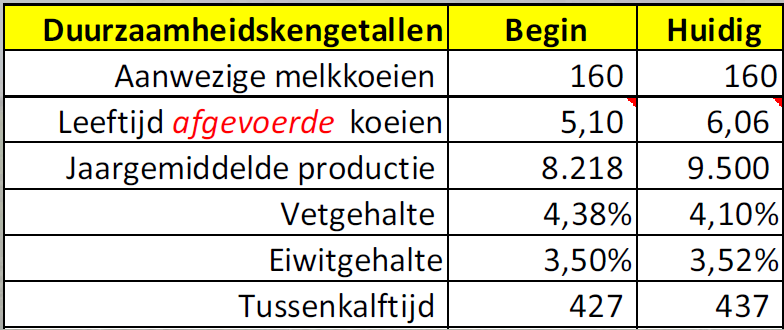 Duurzaamheidskengetallen Begin Huidig
Aanwezige melkkoeien 160 160
Leeftijd afgevoerde koeien 5,10 6,06
Jaargemiddelde productie 8.218 9.500
Vetgehalte 4,38% 4,10%
Eiwitgehalte 3,50% 3,52%
Tussenkalftijd 427 437